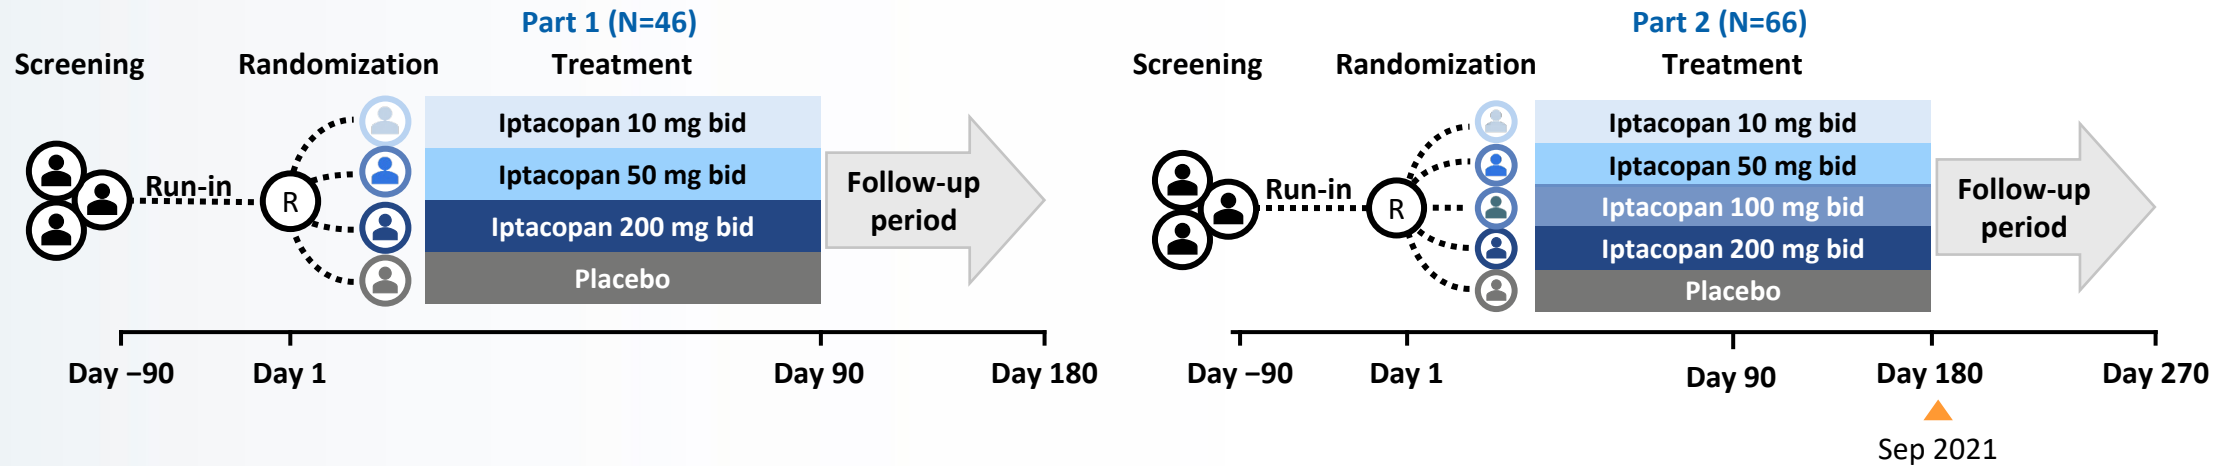 Part 1 (N=46)
Screening
Randomization
Treatment
Run-in
R
Iptacopan 10 mg bid
Iptacopan 50 mg bid
Iptacopan 200 mg bid
Placebo
Follow-up
period
Day −90
Day 1
Day 90
Day 180
Part 2 (N=66)
Screening
Randomization
Treatment
Run-in
R
Iptacopan 10 mg bid
Iptacopan 50 mg bid
Iptacopan 100 mg bid
Iptacopan 200 mg bid
Placebo
Follow-up
period
Day −90
Day 1
Day 90
Day 180
Day 270
Sep 2021